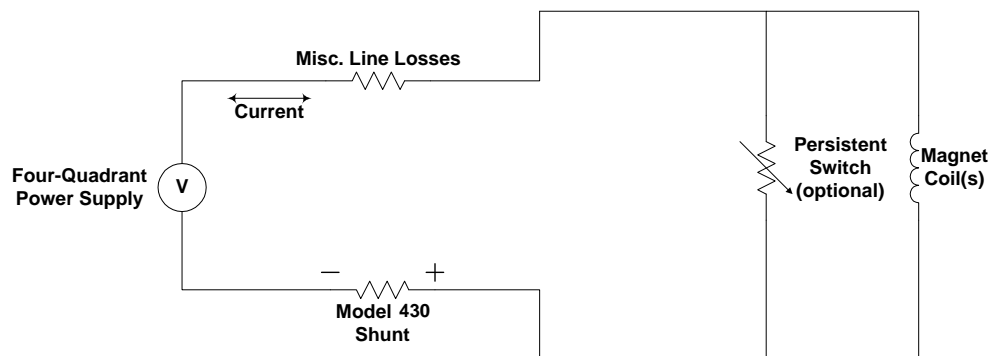 Misc. Line Losses
Current
Four-Quadrant
Power Supply
V
Persistent
Switch
(optional)
Magnet
Coil(s)
− +
Model 430
Shunt